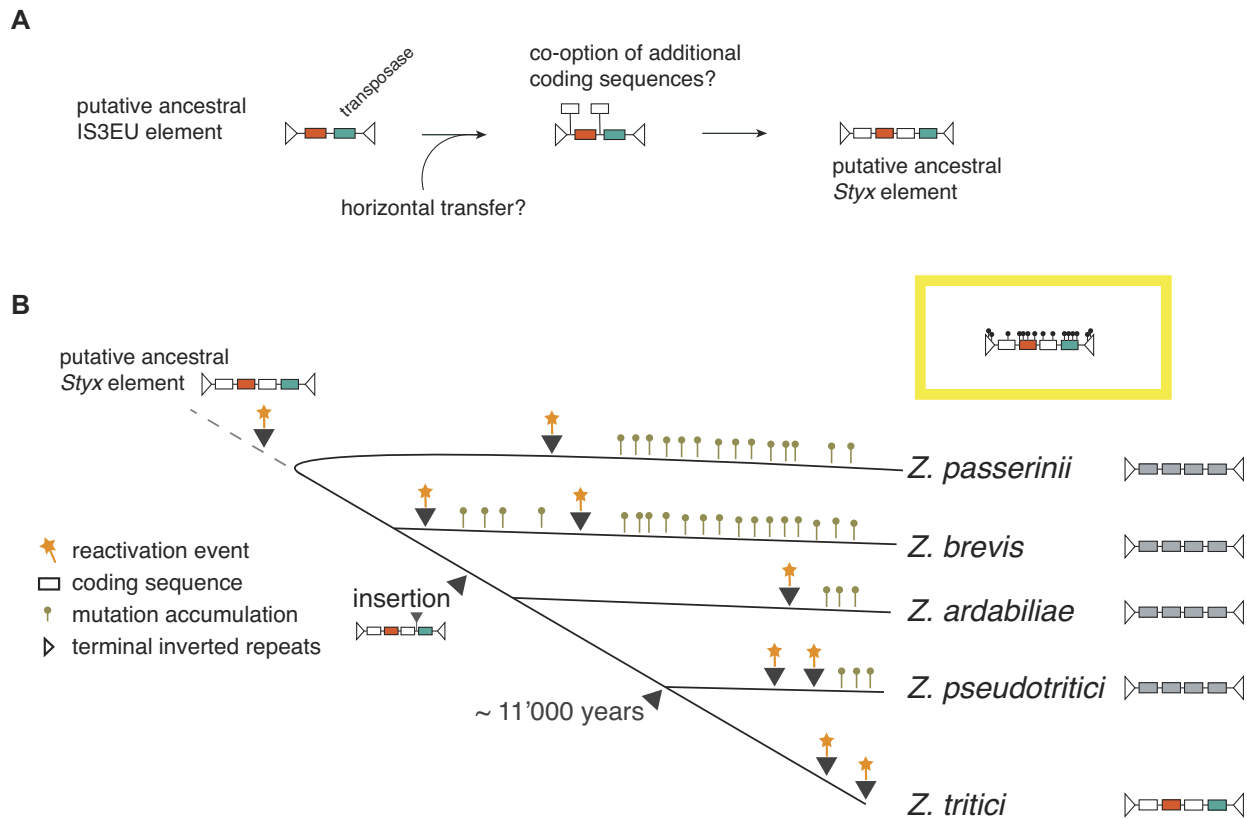 A
putative ancestral
IS3EU element
transposase
horizontal transfer?
co-option of additional
coding sequences?
putative ancestral
Styx element
B
putative ancestral
Styx element
reactivation event
coding sequence
mutation accumulation
terminal inverted repeats
insertion
~ 11'000 years
Z. passerinii
Z. brevis
Z. ardabiliae
Z. pseudotritici
Z. tritici